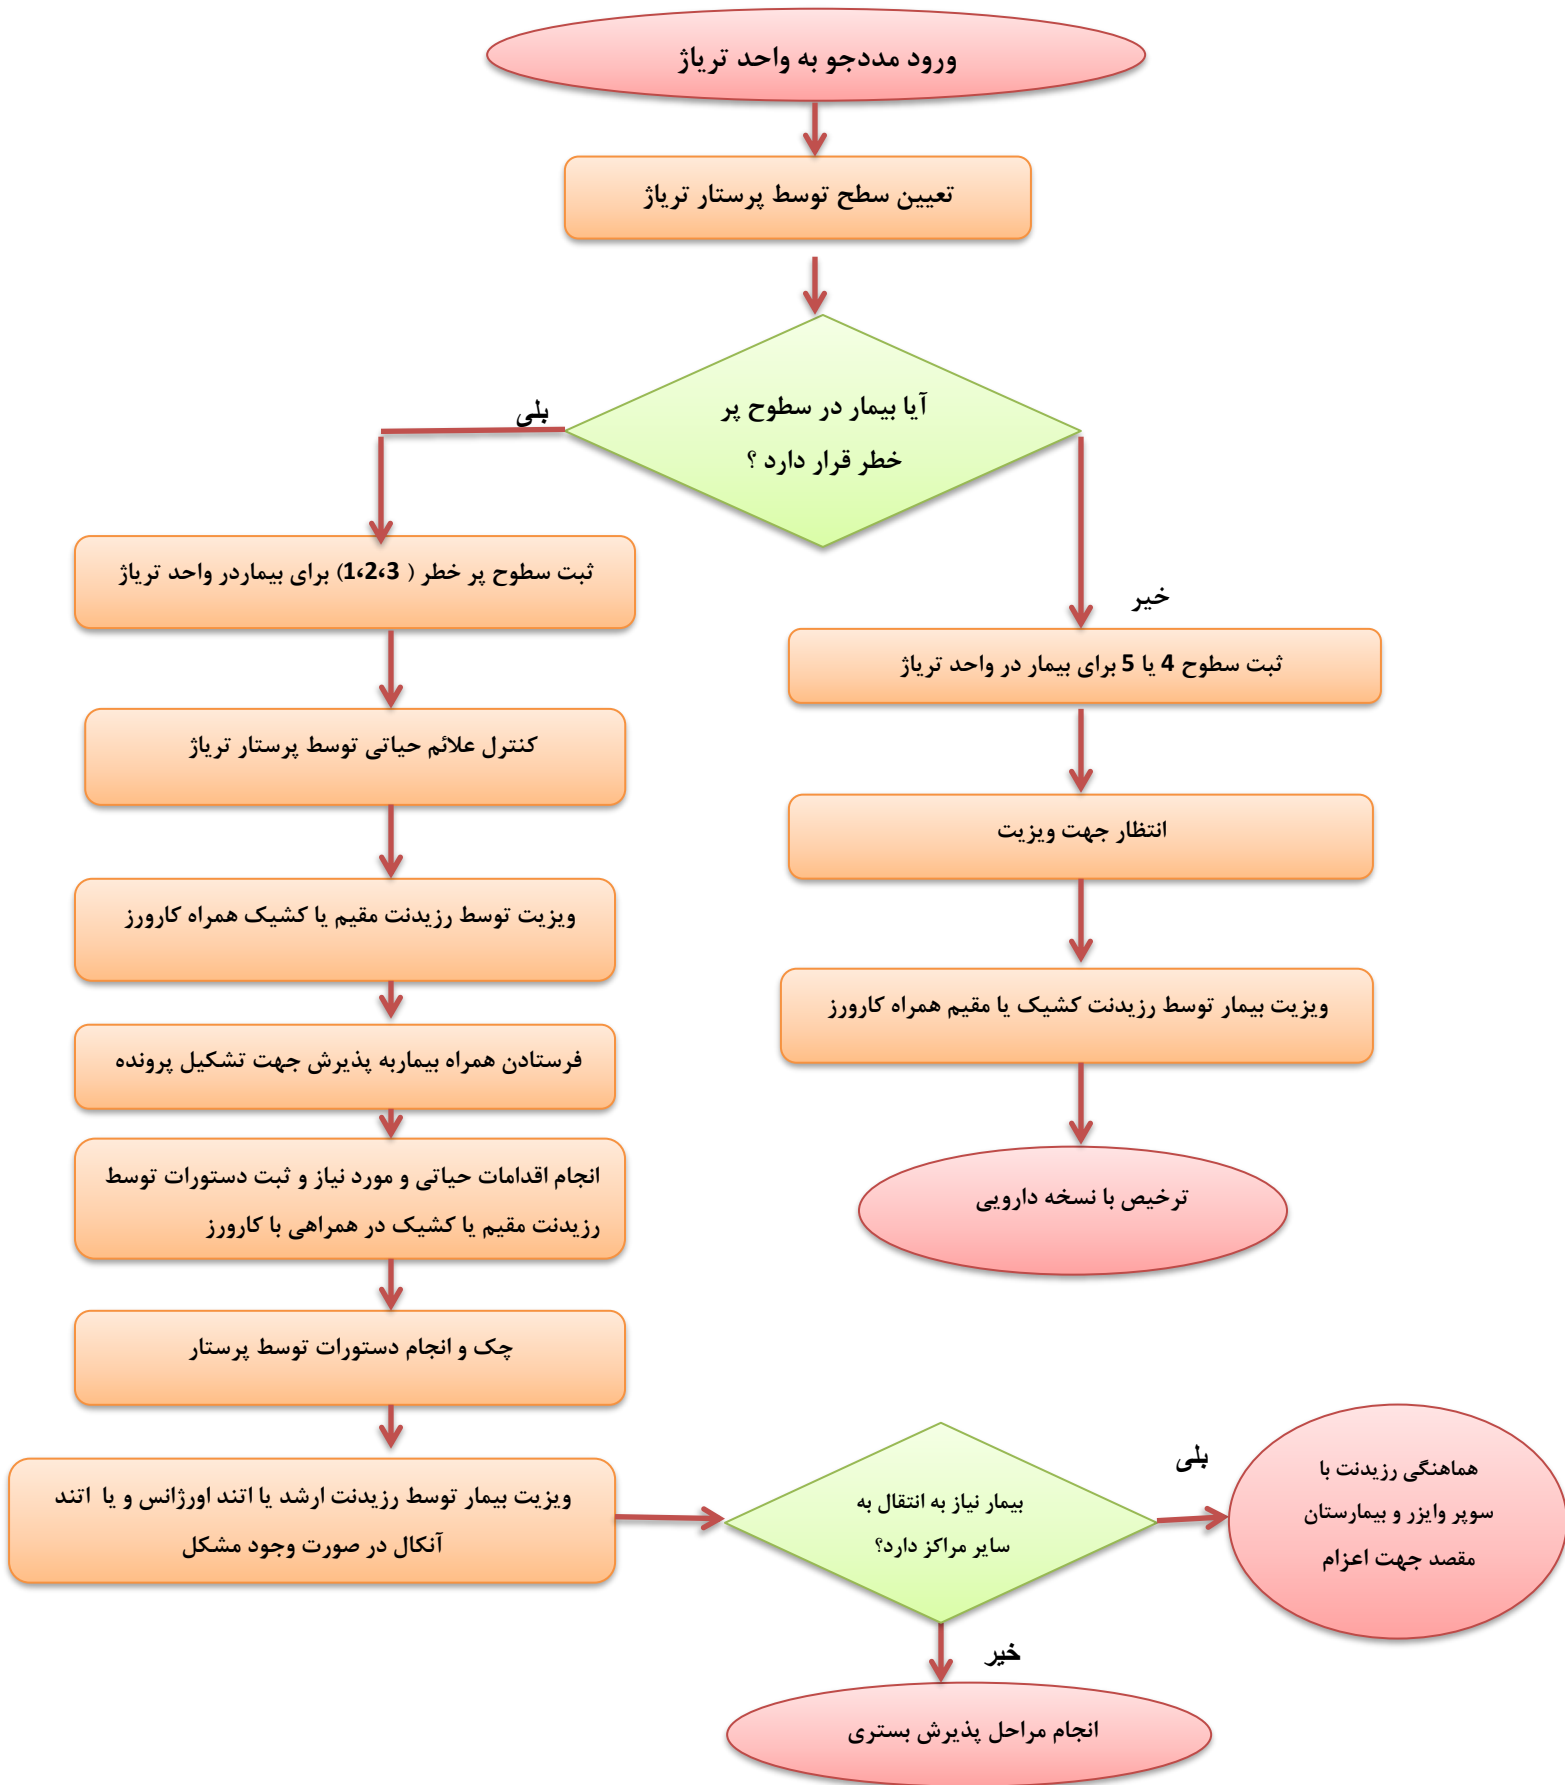 ورود مددجو به واحد تریاژ
تعیین سطح توسط پرستار تریاژ
آیا بیمار در سطوح پر
خطر قرار دارد ؟
بلی
خیر
ثبت سطوح پر خطر ( 1،2،3) برای بیماردر واحد تریاژ
کنترل علائم حیاتی توسط پرستار تریاژ
ویزیت توسط رزیدنت مقیم یا کشیک همراه کارورز
فرستادن همراه بیماربه پذیرش جهت تشکیل پرونده
انجام اقدامات حیاتی و مورد نیاز و ثبت دستورات توسط
رزیدنت مقیم یا کشیک در همراهی با کارورز
چک و انجام دستورات توسط پرستار
ویزیت بیمار توسط رزیدنت ارشد یا اتند اورژانس و یا اتند
آنکال در صورت وجود مشکل
ثبت سطوح 4 یا 5 برای بیمار در واحد تریاژ
انتظار جهت ویزیت
ویزیت بیمار توسط رزیدنت کشیک یا مقیم همراه کارورز
ترخیص با نسخه دارویی
بیمار نیاز به انتقال به
سایر مراکز دارد؟
بلی
هماهنگی رزیدنت با
سوپر وایزر و بیمارستان
مقصد جهت اعزام
خیر
انجام مراحل پذیرش بستری